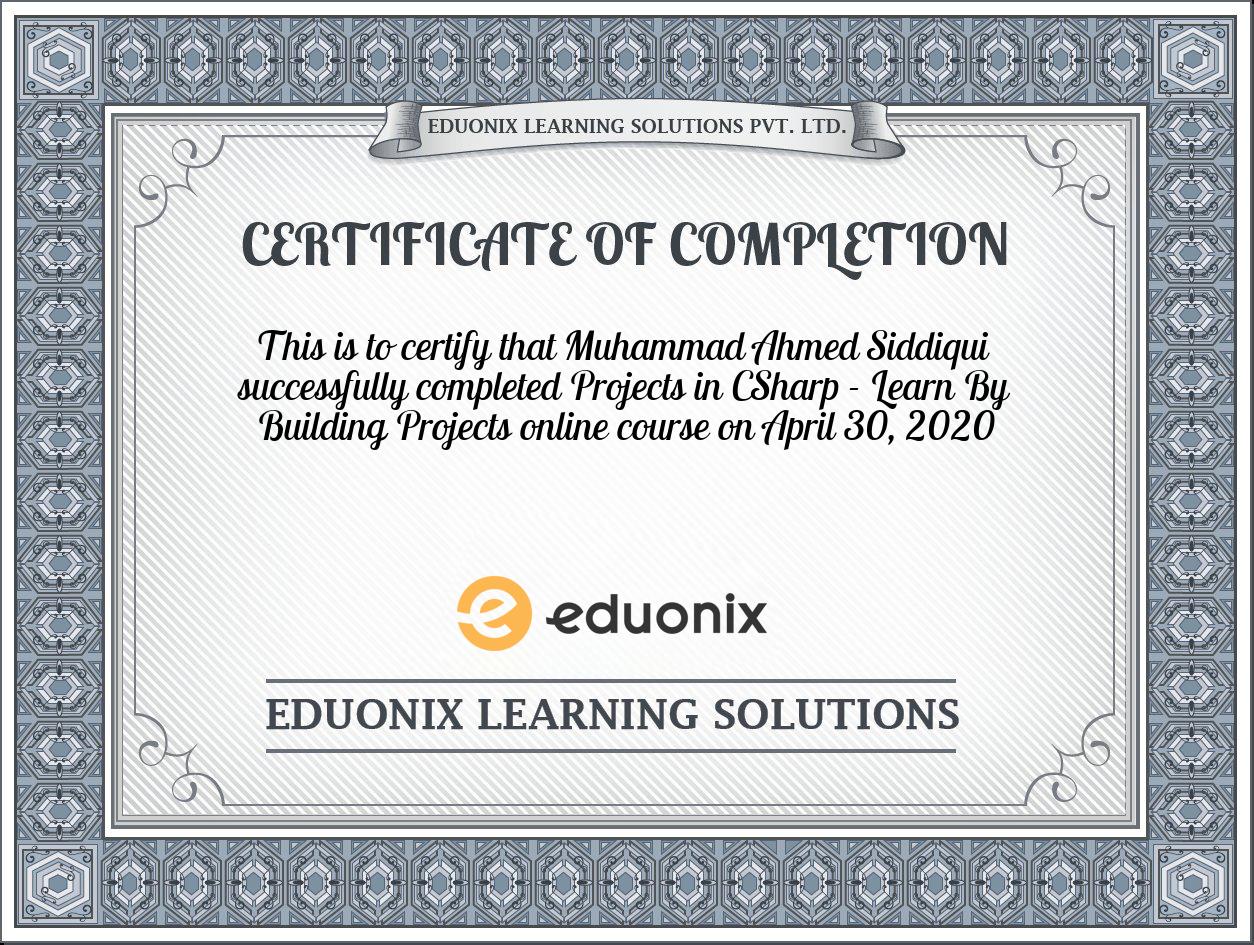 EDUONIX LEARNING SOLUTIONS PVT. LTD.
CERTIFICATE OF COMPLETION
This is to certify that Muhammad Ahmed Siddiqui
successfully completed Projects in CSharp - Learn By
Building Projects online course on April 30, 2020
eduonix
EDUONIX LEARNING SOLUTIONS